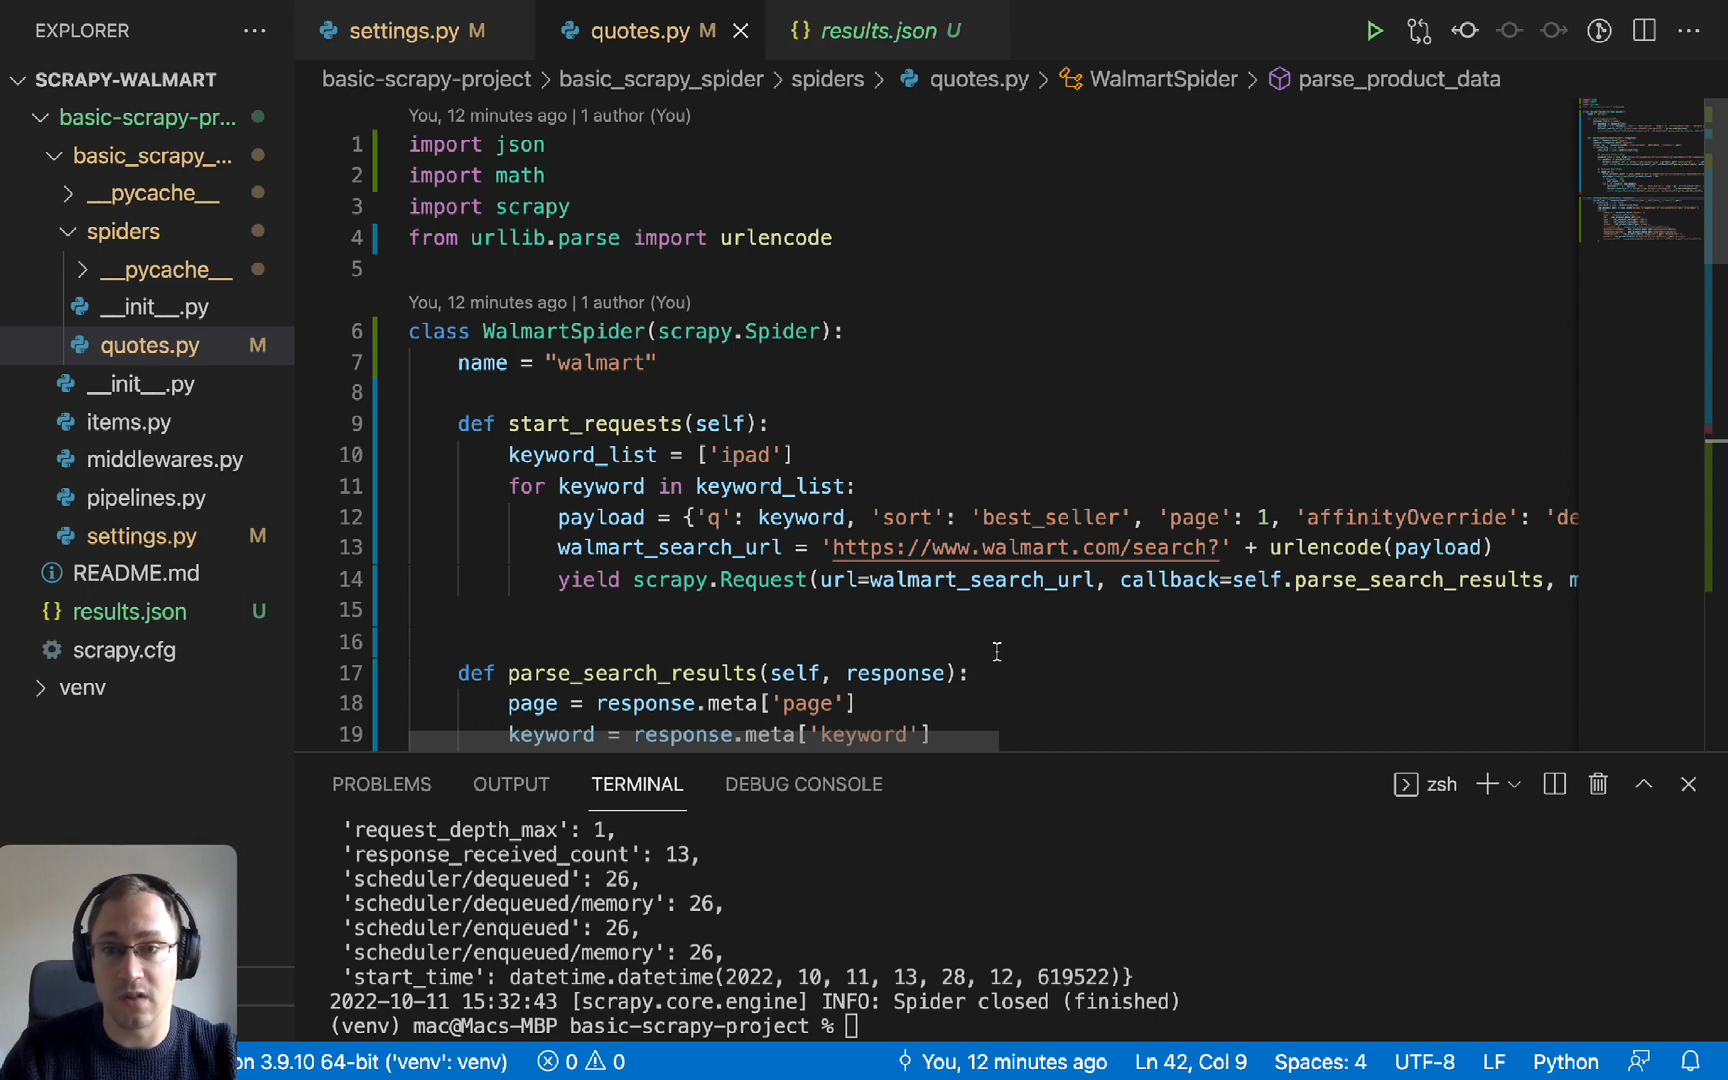 EXPLORER
SCRAPY-WALMART
basic-scrapy-pr...
basic_scrapy_...
__pycache__
spiders
__pycache__
__init__.py
quotes.py M
__init__.py
items.py
middlewares.py
pipelines.py
settings.py M
README.md
{} results.json U
scrapy.cfg
venv
settings.py M
quotes.py M
{} results.json U
basic-scrapy-project > basic_scrapy_spider > spiders > quotes.py > WalmartSpider > parse_product_data
You, 12 minutes ago | 1 author (You)
1 import json
2 import math
3 import scrapy
4 from urllib.parse import urlencode
5
You, 12 minutes ago | 1 author (You)
6 class WalmartSpider(scrapy.Spider):
7 name = "walmart"
8
9 def start_requests(self):
10 keyword_list = ['ipad']
11 for keyword in keyword_list:
12 payload = {'q': keyword, 'sort': 'best_seller', 'page': 1, 'affinityOverride': 'de
13 walmart_search_url = 'https://www.walmart.com/search?' + urlencode(payload)
14 yield scrapy.Request(url=walmart_search_url, callback=self.parse_search_results, m
15
16
17 def parse_search_results(self, response):
18 page = response.meta['page']
19 keyword = response.meta['keyword']
PROBLEMS OUTPUT TERMINAL DEBUG CONSOLE
zsh
'request_depth_max': 1,
'response_received_count': 13,
'scheduler/dequeued': 26,
'scheduler/dequeued/memory': 26,
'scheduler/enqueued': 26,
'scheduler/enqueued/memory': 26,
'start_time': datetime.datetime(2022, 10, 11, 13, 28, 12, 619522)}
2022-10-11 15:32:43 [scrapy.core.engine] INFO: Spider closed (finished)
(venv) mac@Macs-MBP basic-scrapy-project %
on 3.9.10 64-bit ('venv': venv) 0 0 You, 12 minutes ago Ln 42, Col 9 Spaces: 4 UTF-8 LF Python